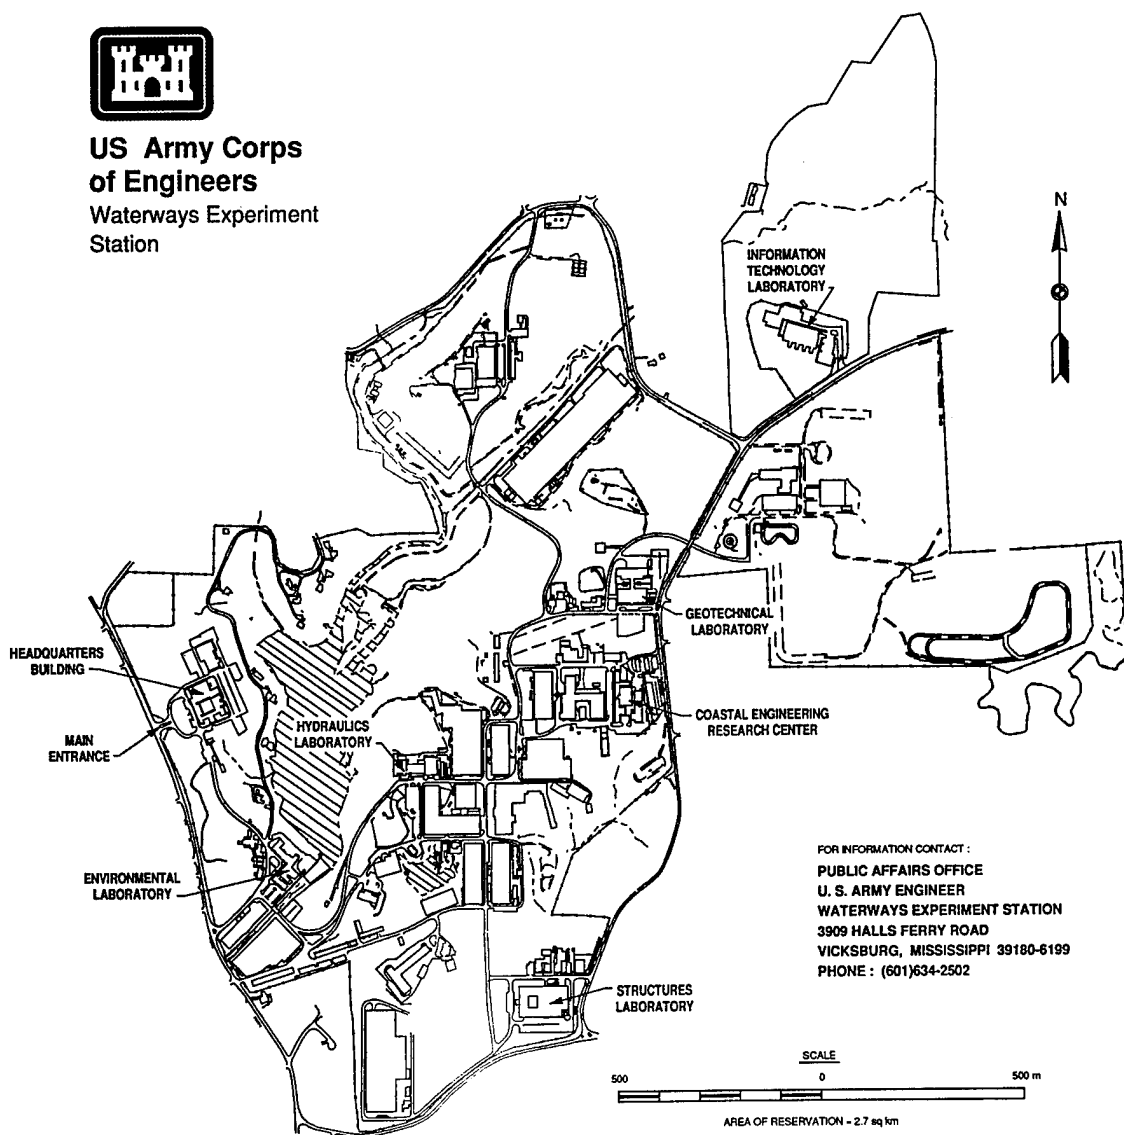 US Army Corps
of Engineers
Waterways Experiment
Station
N
INFORMATION
TECHNOLOGY
LABORATORY
GEOTECHNICAL
LABORATORY
HEADQUARTERS
BUILDING
MAIN
ENTRANCE
HYDRAULICS
LABORATORY
COASTAL ENGINEERING
RESEARCH CENTER
ENVIRONMENTAL
LABORATORY
STRUCTURES
LABORATORY
FOR INFORMATION CONTACT :
PUBLIC AFFAIRS OFFICE
U. S. ARMY ENGINEER
WATERWAYS EXPERIMENT STATION
3909 HALLS FERRY ROAD
VICKSBURG, MISSISSIPPI 39180-6199
PHONE : (601)634-2502
SCALE
500 0 500 m
AREA OF RESERVATION - 2.7 sq km